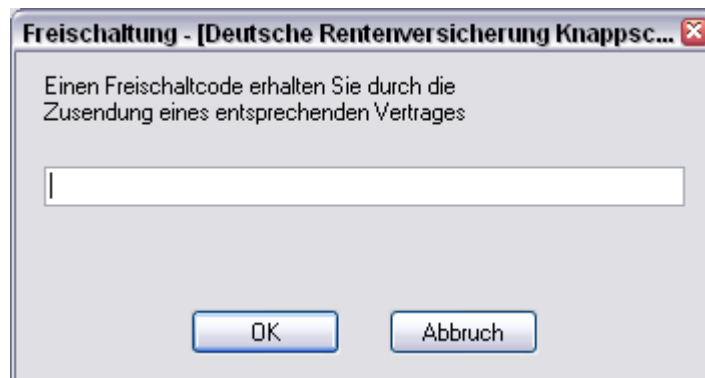 Freischaltung - [Deutsche Rentenversicherung Knappsc...
Einen Freischaltcode erhalten Sie durch die
Zusendung eines entsprechenden Vertrages
OK Abbruch